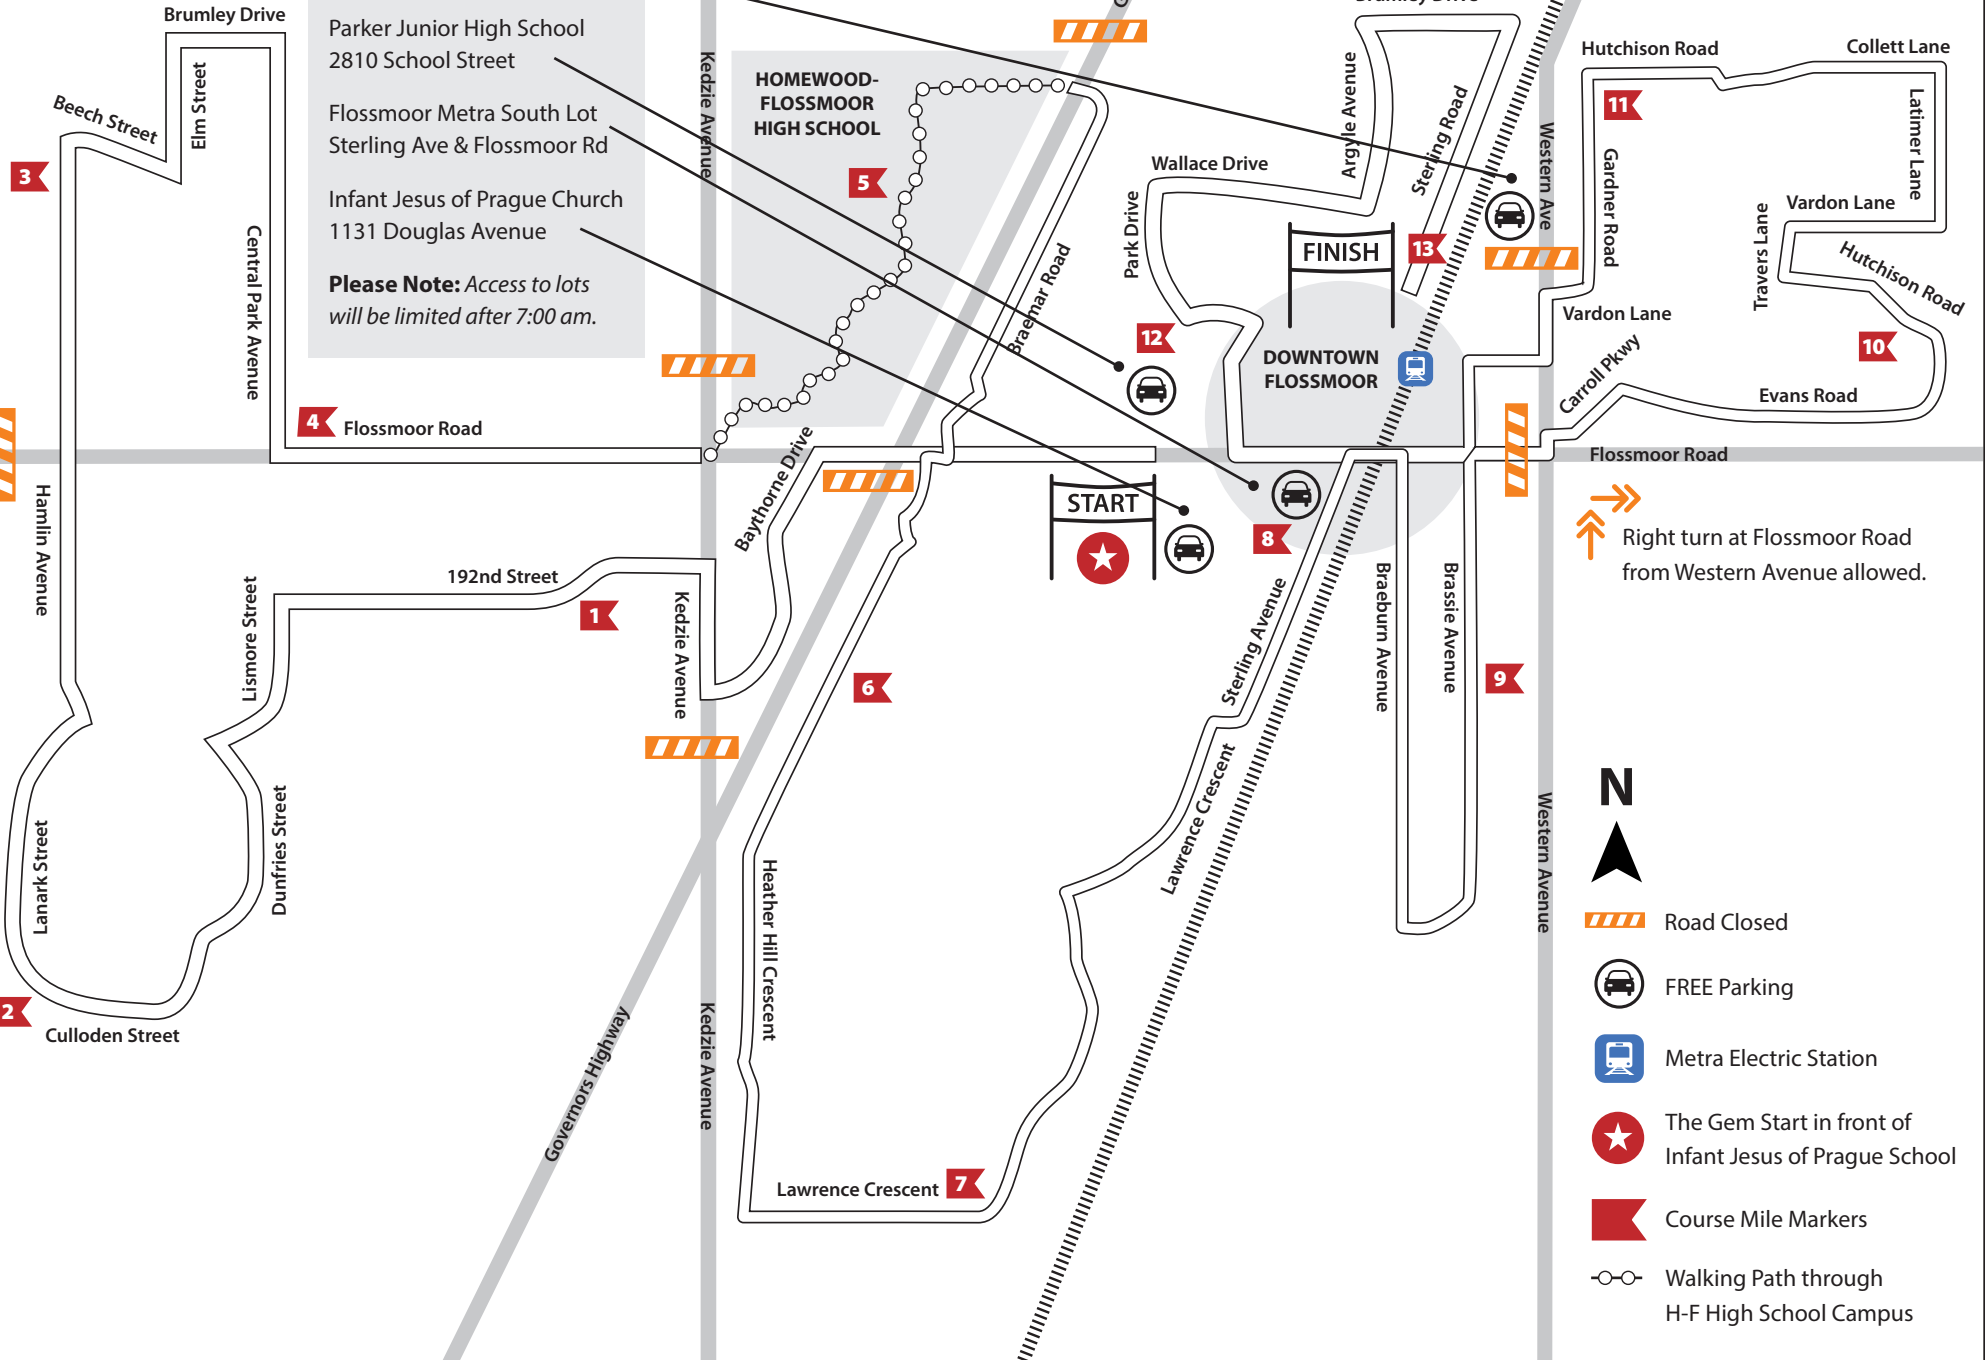 Brumley Drive
Parker Junior High School
2810 School Street
Flossmoor Metra South Lot
Sterling Ave & Flossmoor Rd
Infant Jesus of Prague Church
1131 Douglas Avenue
Please Note: Access to lots
will be limited after 7:00 am.
Beech Street
Elm Street
3
Central Park Avenue
4
Flossmoor Road
Hamlin Avenue
Kedzie Avenue
HOMEWOOD-
FLOSSMOOR
HIGH SCHOOL
5
Braemar Road
Baythorne Drive
192nd Street
1
Lismore Street
Kedzie Avenue
Dunfries Street
Lanark Street
2
Culloden Street
6
Heather Hill Crescent
Governors Highway
Kedzie Avenue
Lawrence Crescent
7
START
Brumley Drive
Argyle Avenue
Sterling Road
Wallace Drive
Park Drive
FINISH
13
12
DOWNTOWN
FLOSSMOOR
8
Sterling Avenue
Lawrence Crescent
Braeburn Avenue
Brassie Avenue
9
Western Ave
Hutchison Road
Collett Lane
11
Gardner Road
Latimer Lane
Vardon Lane
Travers Lane
Hutchison Road
Vardon Lane
10
Carroll Pkwy
Evans Road
Flossmoor Road
Right turn at Flossmoor Road
from Western Avenue allowed.
Western Avenue
N
Road Closed
FREE Parking
Metra Electric Station
The Gem Start in front of
Infant Jesus of Prague School
Course Mile Markers
Walking Path through
H-F High School Campus